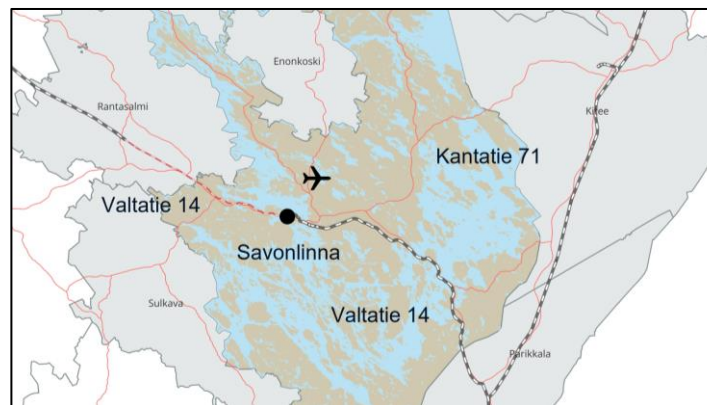 Enonkoski
Rantasalmi
Kitee
Kantatie 71
Valtatie 14
Savonlinna
Sulkava
Valtatie 14
Parikkala